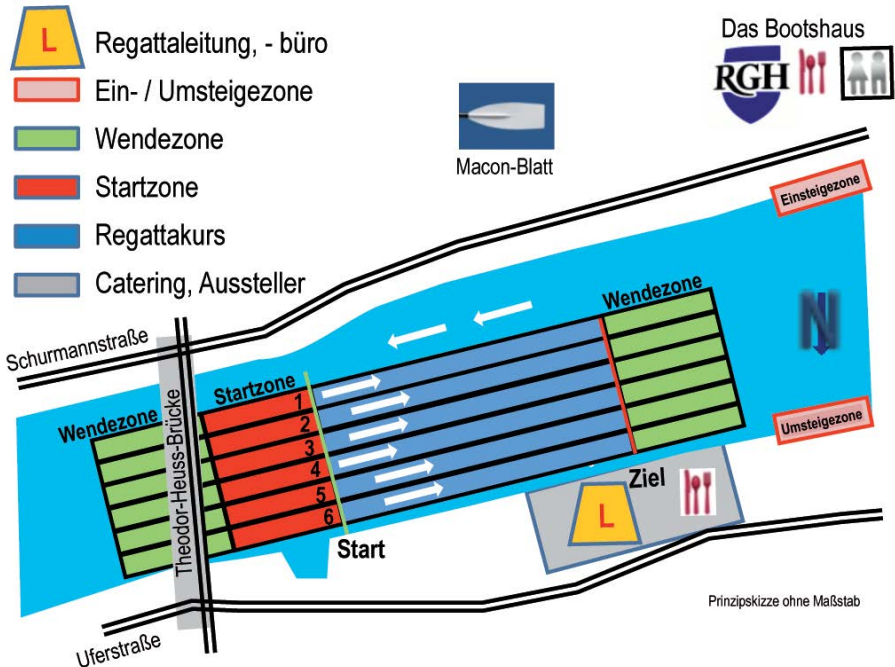 L Regattaleitung, - büro
Ein- / Umsteigezone
Wendezone
Startzone
Regattakurs
Catering, Aussteller
Macon-Blatt
Das Bootshaus
RGH
Einsteigezone
Wendezone
N
Schurmannstraße
Startzone
Wendezone
Theodor-Heuss-Brücke
1
2
3
4
5
6
Start
Umsteigezone
Ziel
L
Uferstraße
Prinzipskizze ohne Maßstab